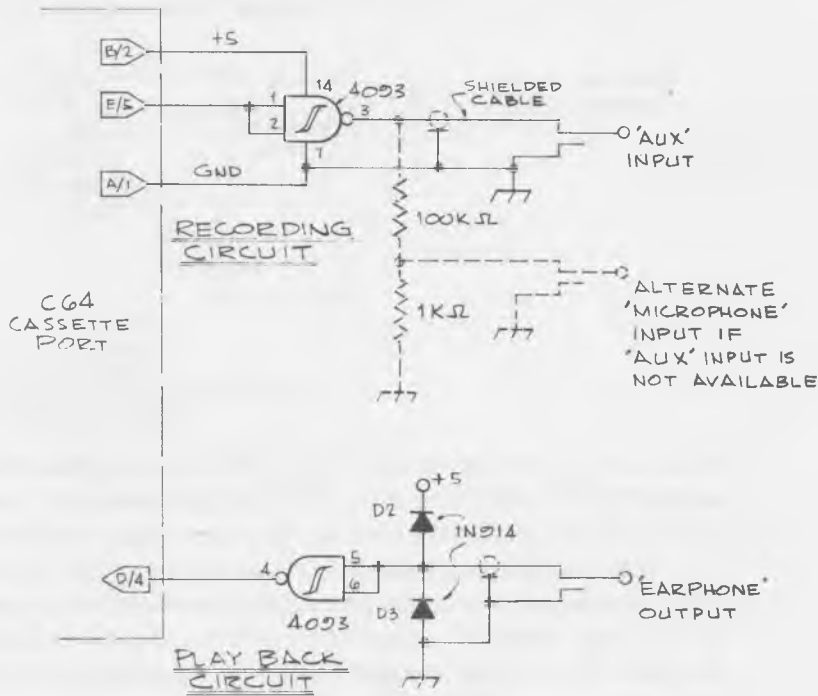 B/2
+5
14
4093
E/5
1
2
3
SHIELDED
CABLE
'AUX'
INPUT
7
A/1
GND
RECORDING
CIRCUIT
100K Ω
1K Ω
ALTERNATE
'MICROPHONE'
INPUT IF
'AUX' INPUT IS
NOT AVAILABLE
C64
CASSETTE
PORT
+5
D2
1N914
D/4
4
5
6
4093
D3
'EARPHONE'
OUTPUT
PLAY BACK
CIRCUIT